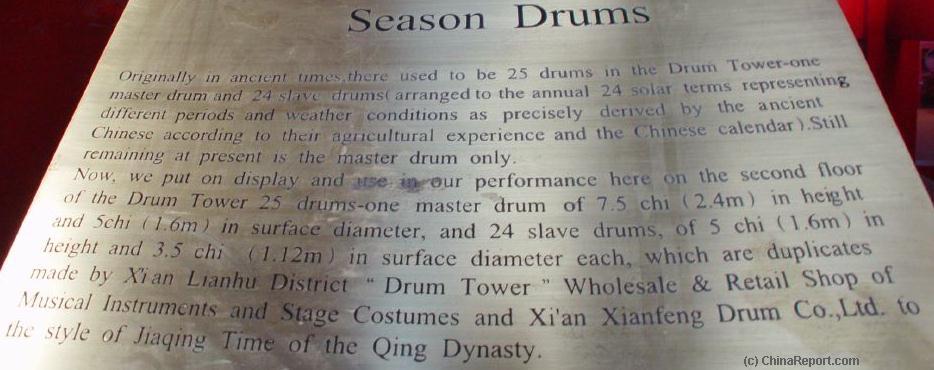 Season Drums
Originally in ancient times,there used to be 25 drums in the Drum Tower-one
master drum and 24 slave drums( arranged to the annual 24 solar terms representing
different periods and weather conditions as precisely derived by the ancient
Chinese according to their agricultural experience and the Chinese calendar).Still
remaining at present is the master drum only.
Now, we put on display and use in our performance here on the second floor
of the Drum Tower 25 drums-one master drum of 7.5 chi (2.4m) in height
and 5chi (1.6m) in surface diameter, and 24 slave drums, of 5 chi (1.6m) in
height and 3.5 chi (1.12m) in surface diameter each, which are duplicates
made by Xi'an Lianhu District “ Drum Tower ” Wholesale & Retail Shop of
Musical Instruments and Stage Costumes and Xi'an Xianfeng Drum Co.,Ltd. to
the style of Jiaqing Time of the Qing Dynasty.
(c) ChinaReport.com